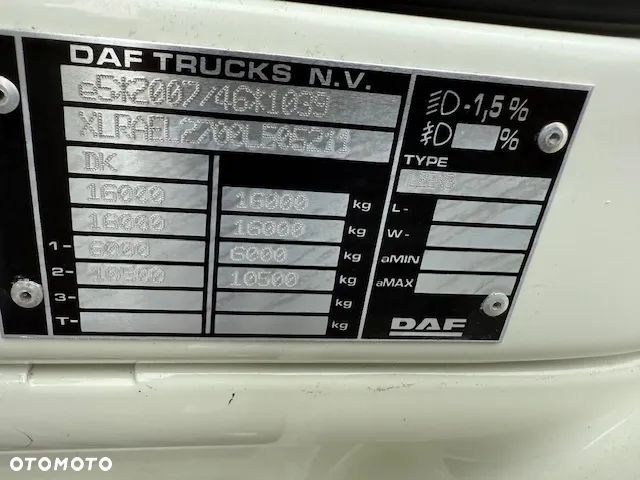 DAF TRUCKS N.V.
e5*2007/46*1039
DK
16000 16000 kg
16000 16000 kg
1- 6000 6000 kg
2- 10500 10500 kg
3- kg
T- kg
D -1,5%
D %
TYPE
L-
W-
aMIN
aMAX
DAF
OTOMOTO